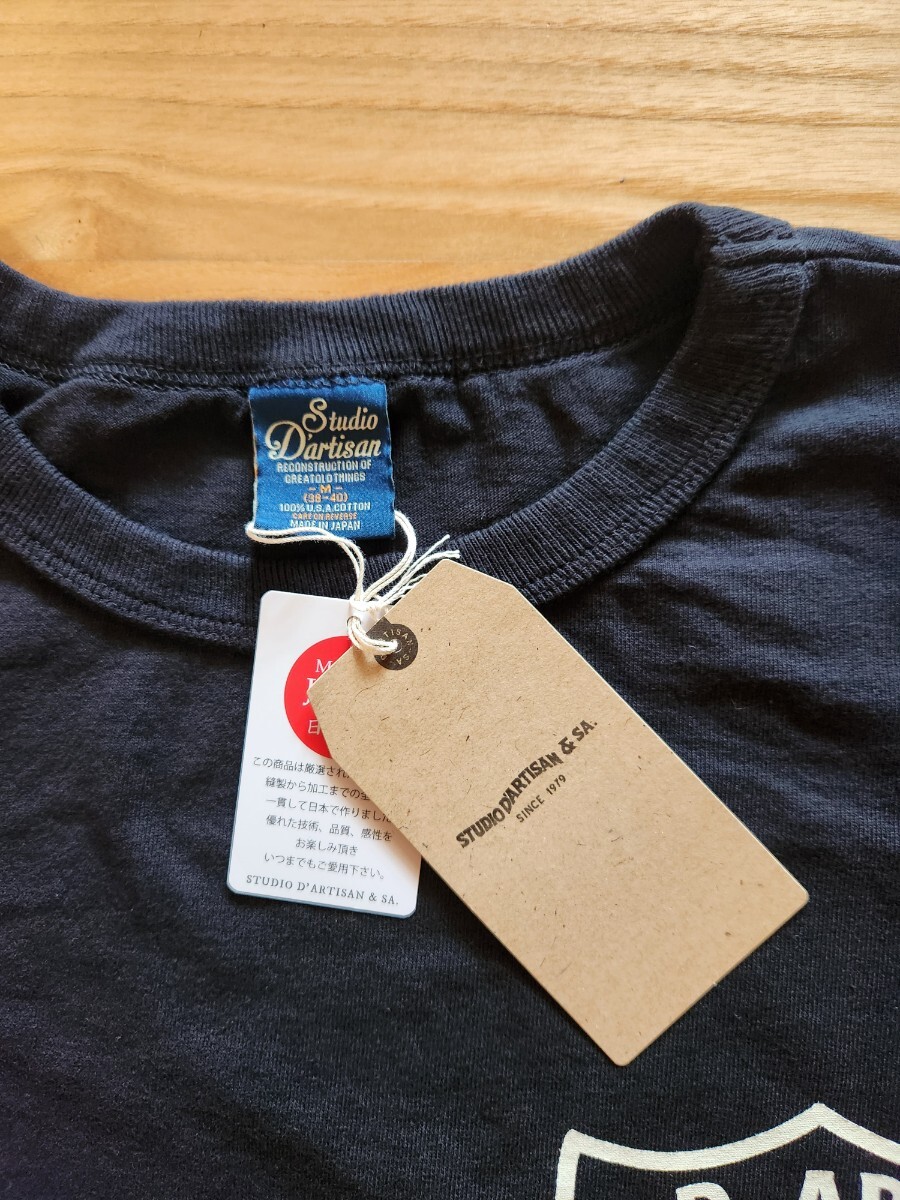 Studio
D'artisan
RECONSTRUCTION OF
GREATOLDTHINGS
- M -
(38-40)
100% U.S.A COTTON
CARE ON REVERSE
MADE IN JAPAN
この商品は厳選され
縫製から加工までの
一貫して日本で作りました
優れた技術、品質、感性を
お楽しみ頂き
いつまでもご愛用下さい。
STUDIO D'ARTISAN & SA.
STUDIO D'ARTISAN & SA.
SINCE 1979